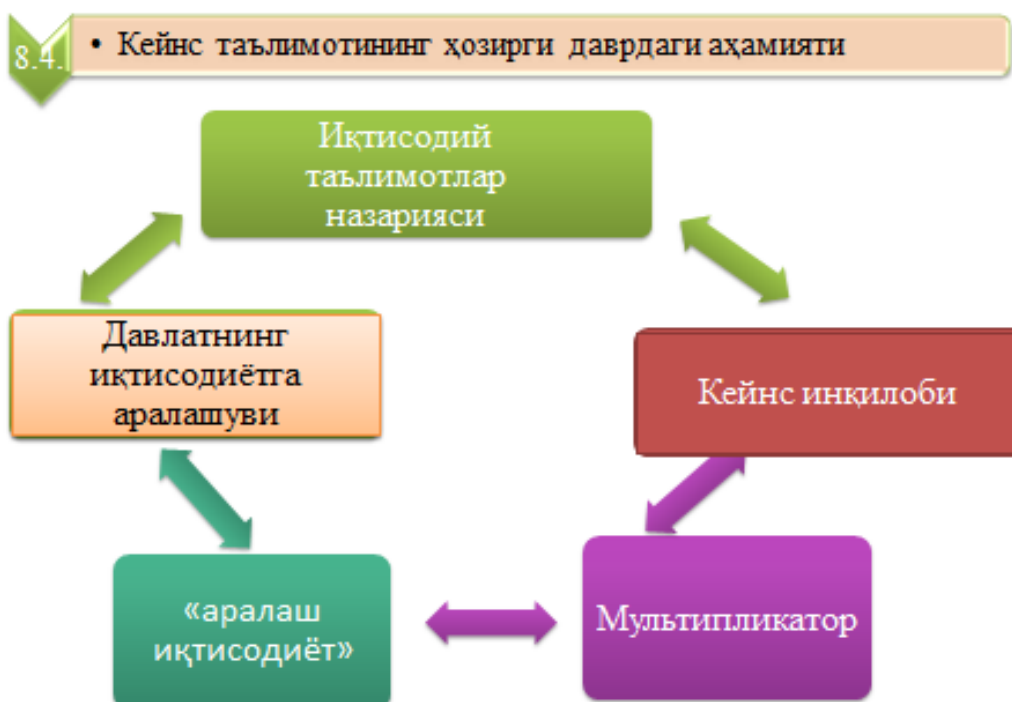 8.4.
• Кейнс таълимотининг ҳозирги даврдаги аҳамияти
Иқтисодий
таълимотлар
назарияси
Давлатнинг
иқтисодиётга
аралашуви
Кейнс инқилоби
«аралаш
иқтисодиёт»
Мультипликатор